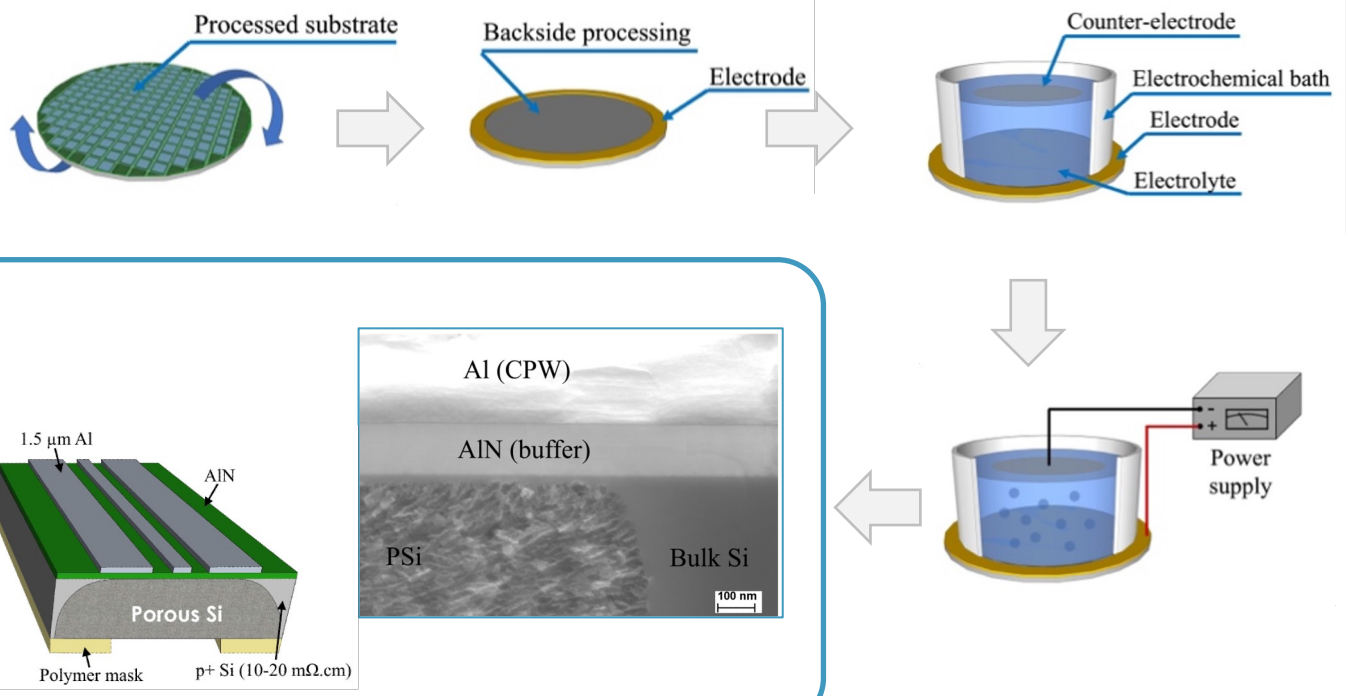 Processed substrate
Backside processing
Electrode
Counter-electrode
Electrochemical bath
Electrode
Electrolyte
-
+
Power
supply
1.5 µm Al
AlN
Porous Si
Polymer mask
p+ Si (10-20 mΩ.cm)
Al (CPW)
AlN (buffer)
PSi
Bulk Si
100 nm